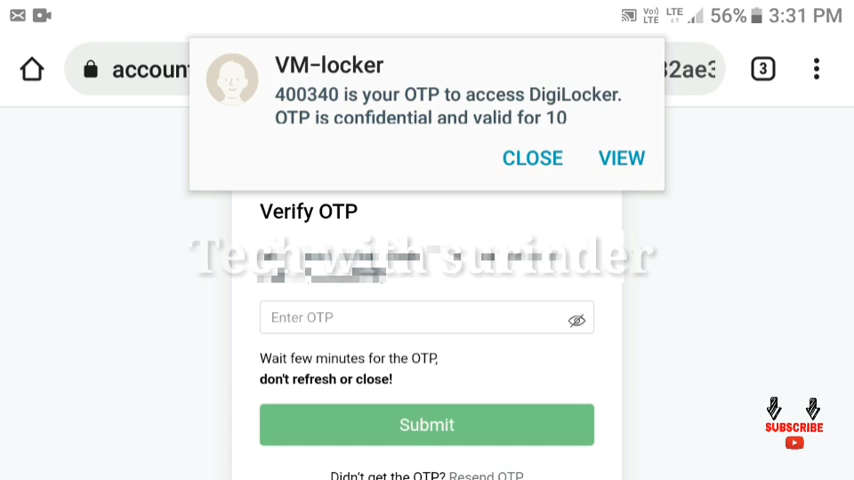 56% 3:31 PM
Vo) LTE LTE
accoun
32ae3
3
VM-locker
400340 is your OTP to access DigiLocker.
OTP is confidential and valid for 10
CLOSE VIEW
Verify OTP
Tech with surinder
Enter OTP
Wait few minutes for the OTP,
don't refresh or close!
Submit
SUBSCRIBE
Didn't get the OTP? Resend OTP